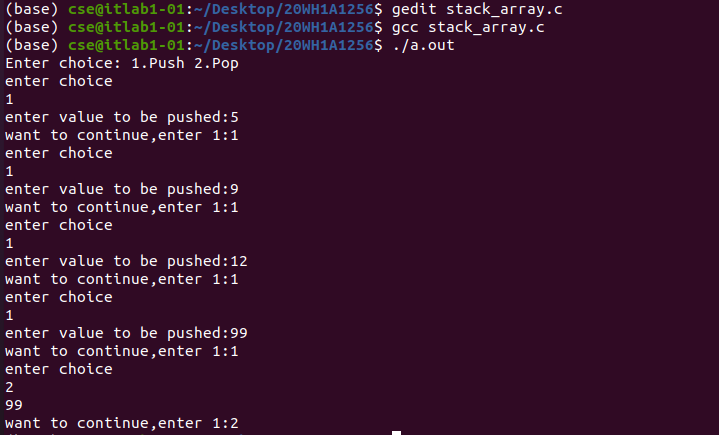 (base) cse@itlab1-01:~/Desktop/20WH1A1256$ gedit stack_array.c
(base) cse@itlab1-01:~/Desktop/20WH1A1256$ gcc stack_array.c
(base) cse@itlab1-01:~/Desktop/20WH1A1256$ ./a.out
Enter choice: 1.Push 2.Pop
enter choice
1
enter value to be pushed:5
want to continue,enter 1:1
enter choice
1
enter value to be pushed:9
want to continue,enter 1:1
enter choice
1
enter value to be pushed:12
want to continue,enter 1:1
enter choice
1
enter value to be pushed:99
want to continue,enter 1:1
enter choice
2
99
want to continue,enter 1:2